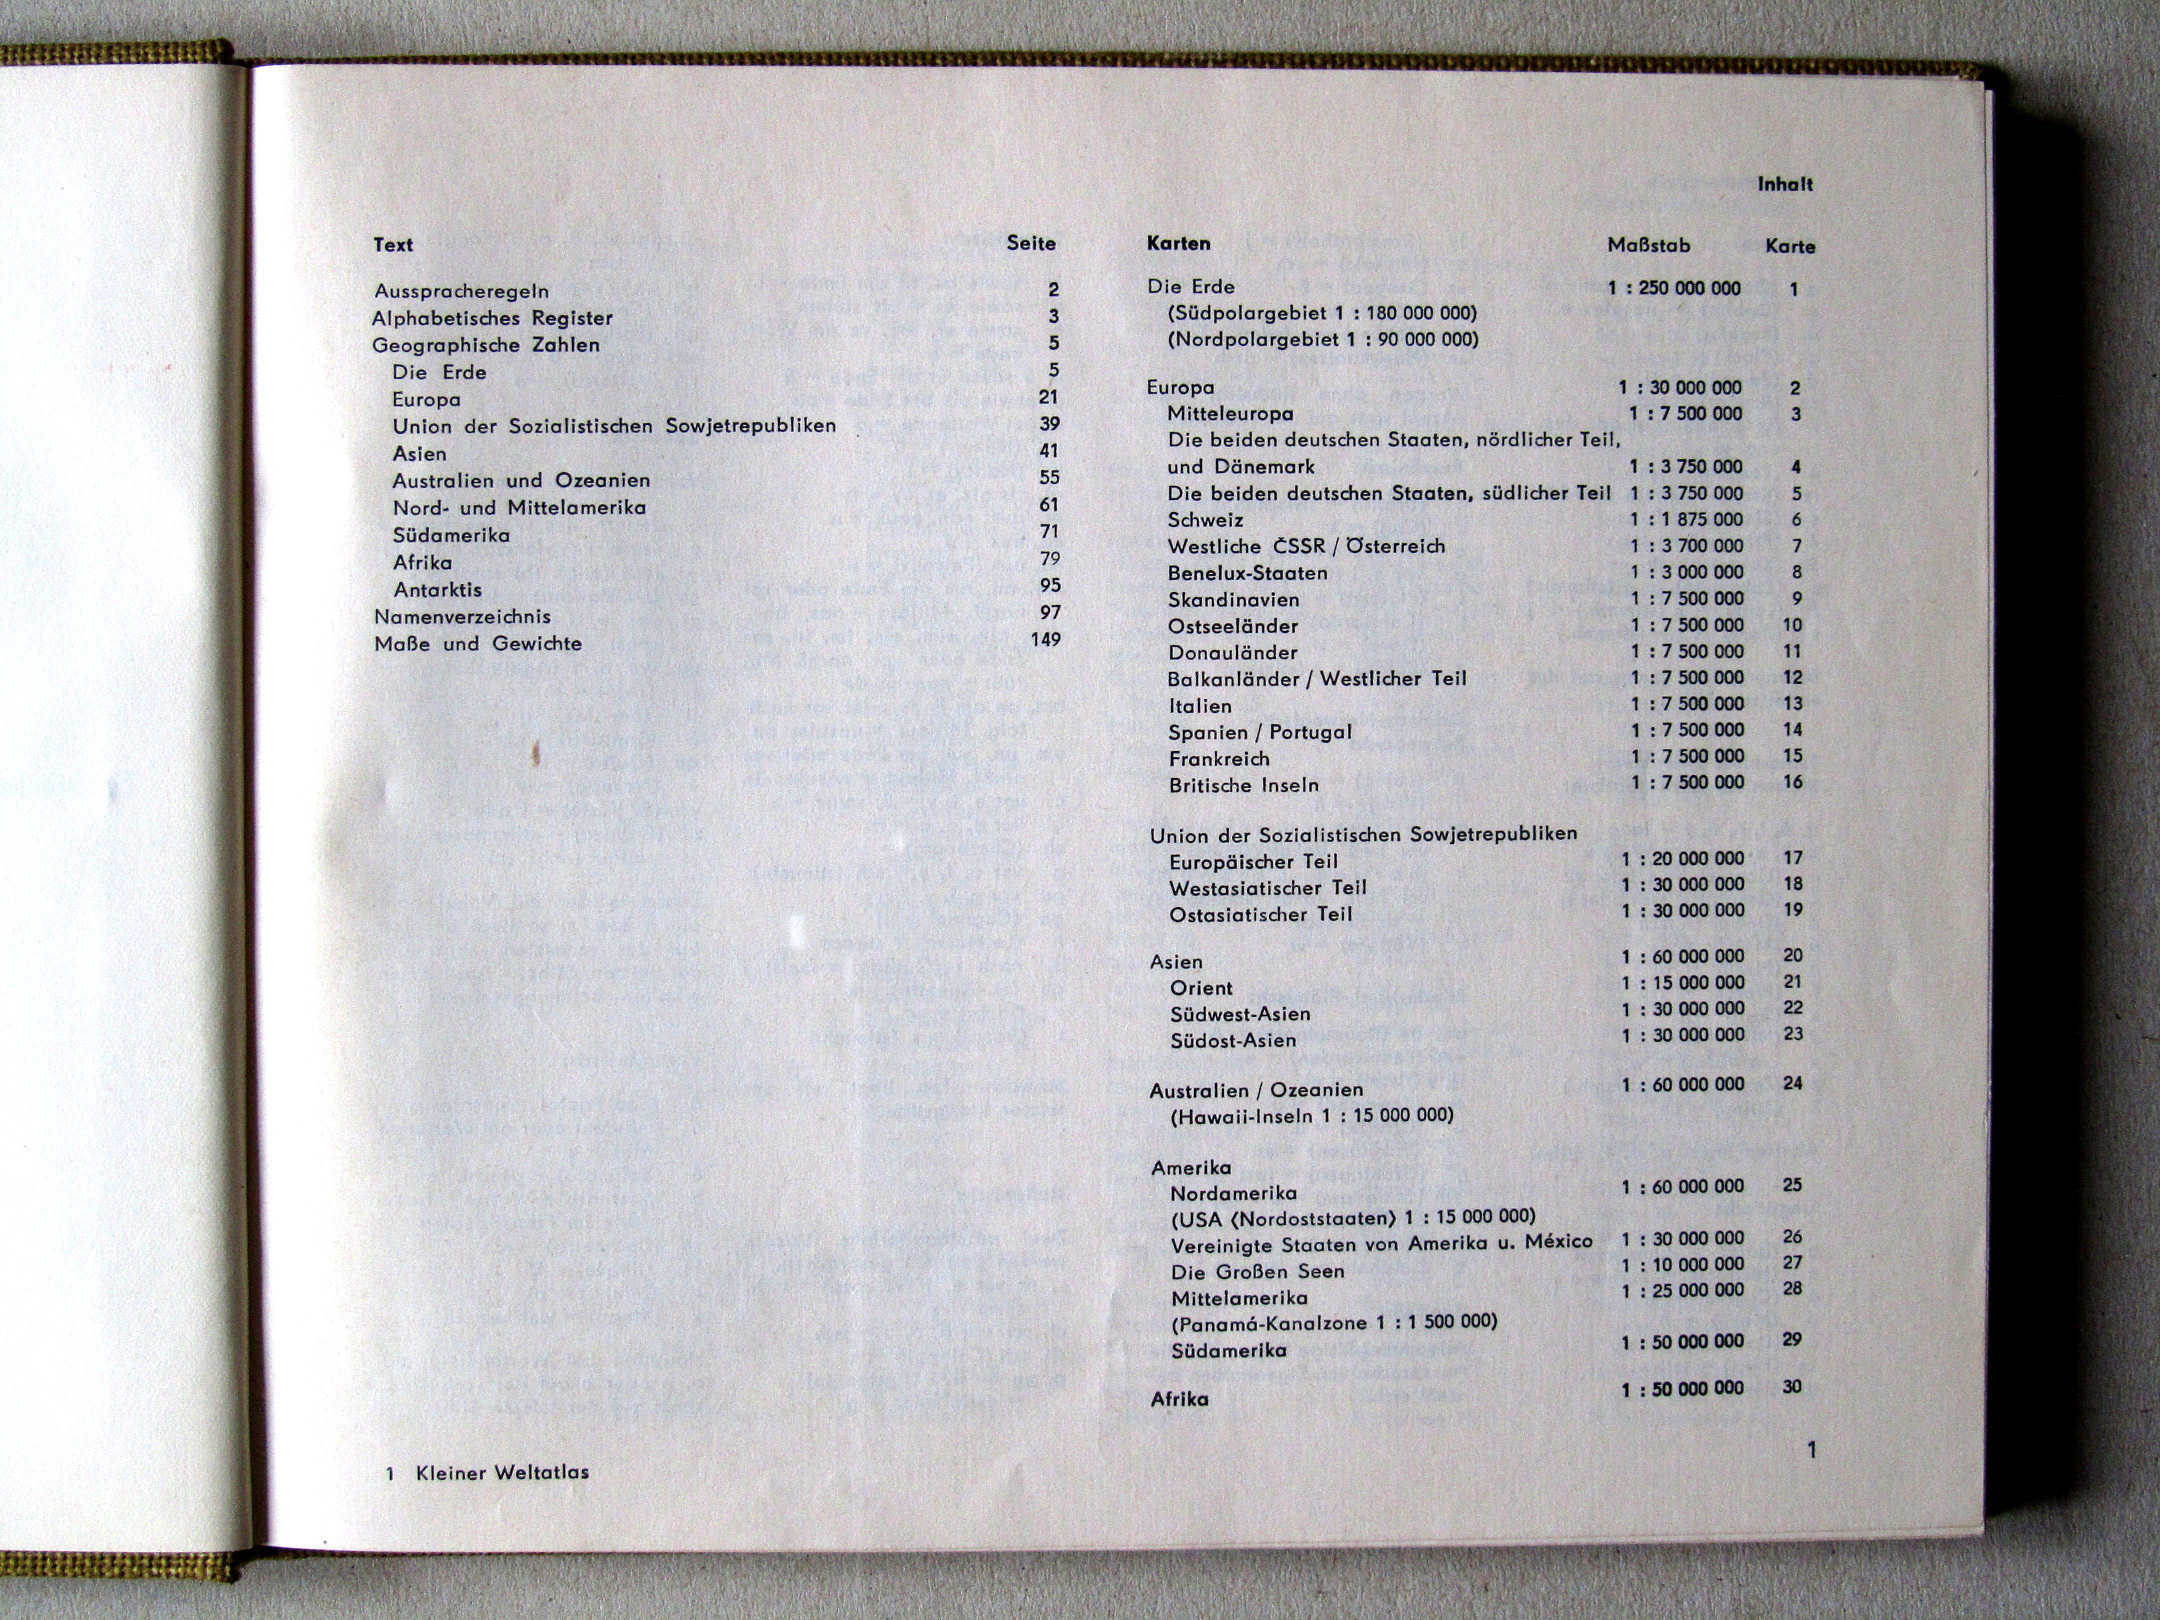 Inhalt
Text Seite
Ausspracheregeln 2
Alphabetisches Register 3
Geographische Zahlen 5
Die Erde 5
Europa 21
Union der Sozialistischen Sowjetrepubliken 39
Asien 41
Australien und Ozeanien 55
Nord- und Mittelamerika 61
Südamerika 71
Afrika 79
Antarktis 95
Namenverzeichnis 97
Maße und Gewichte 149
Karten Maßstab Karte
Die Erde 1 : 250 000 000 1
(Südpolargebiet 1 : 180 000 000)
(Nordpolargebiet 1 : 90 000 000)
Europa 1 : 30 000 000 2
Mitteleuropa 1 : 7 500 000 3
Die beiden deutschen Staaten, nördlicher Teil,
und Dänemark 1 : 3 750 000 4
Die beiden deutschen Staaten, südlicher Teil 1 : 3 750 000 5
Schweiz 1 : 1 875 000 6
Westliche ČSSR / Österreich 1 : 3 700 000 7
Benelux-Staaten 1 : 3 000 000 8
Skandinavien 1 : 7 500 000 9
Ostseeländer 1 : 7 500 000 10
Donauländer 1 : 7 500 000 11
Balkanländer / Westlicher Teil 1 : 7 500 000 12
Italien 1 : 7 500 000 13
Spanien / Portugal 1 : 7 500 000 14
Frankreich 1 : 7 500 000 15
Britische Inseln 1 : 7 500 000 16
Union der Sozialistischen Sowjetrepubliken
Europäischer Teil 1 : 20 000 000 17
Westasiatischer Teil 1 : 30 000 000 18
Ostasiatischer Teil 1 : 30 000 000 19
Asien 1 : 60 000 000 20
Orient 1 : 15 000 000 21
Südwest-Asien 1 : 30 000 000 22
Südost-Asien 1 : 30 000 000 23
Australien / Ozeanien 1 : 60 000 000 24
(Hawaii-Inseln 1 : 15 000 000)
Amerika
Nordamerika 1 : 60 000 000 25
(USA ⟨Nordoststaaten⟩ 1 : 15 000 000)
Vereinigte Staaten von Amerika u. México 1 : 30 000 000 26
Die Großen Seen 1 : 10 000 000 27
Mittelamerika 1 : 25 000 000 28
(Panamá-Kanalzone 1 : 1 500 000)
Südamerika 1 : 50 000 000 29
Afrika 1 : 50 000 000 30
1 Kleiner Weltatlas
1